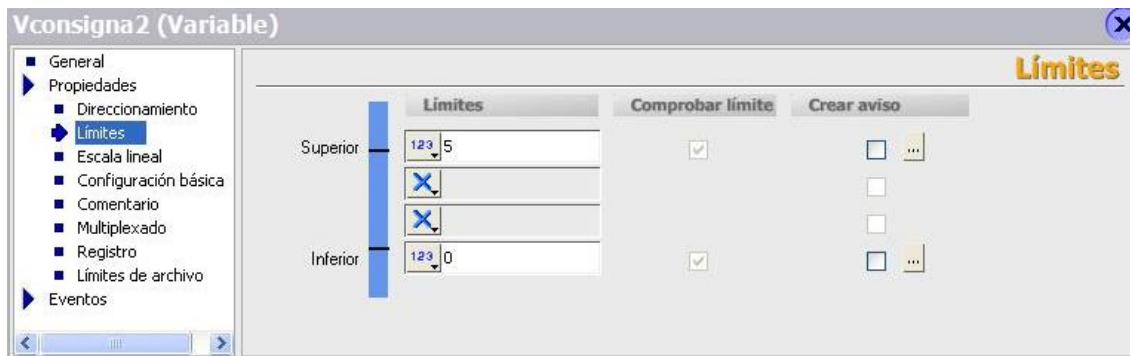 Vconsigna2 (Variable)
General
Propiedades
Direccionamiento
Límites
Escala lineal
Configuración básica
Comentario
Multiplexado
Registro
Límites de archivo
Eventos
Límites
Límites Comprobar límite Crear aviso
Superior 123 5 ...
Inferior 123 0 ...